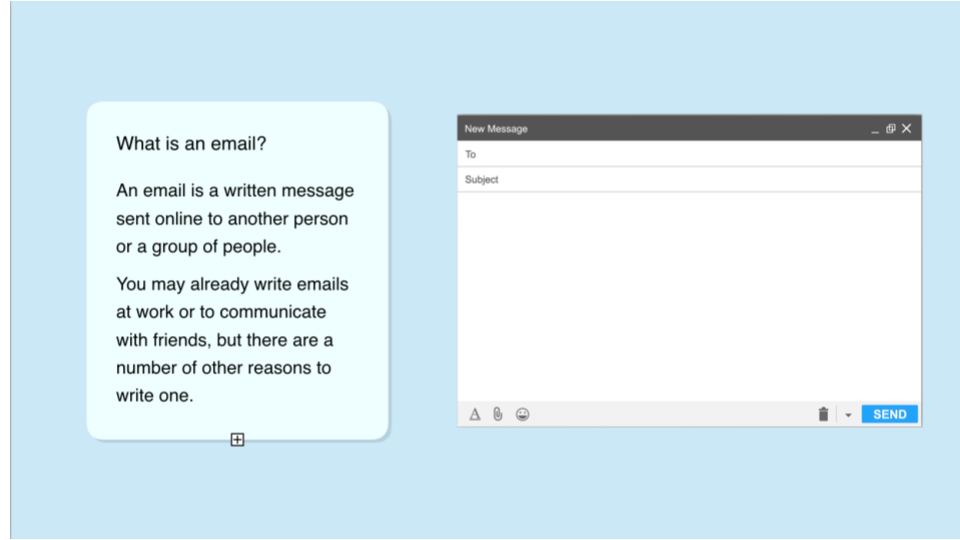 What is an email?
An email is a written message
sent online to another person
or a group of people.
You may already write emails
at work or to communicate
with friends, but there are a
number of other reasons to
write one.
New Message
To
Subject
SEND